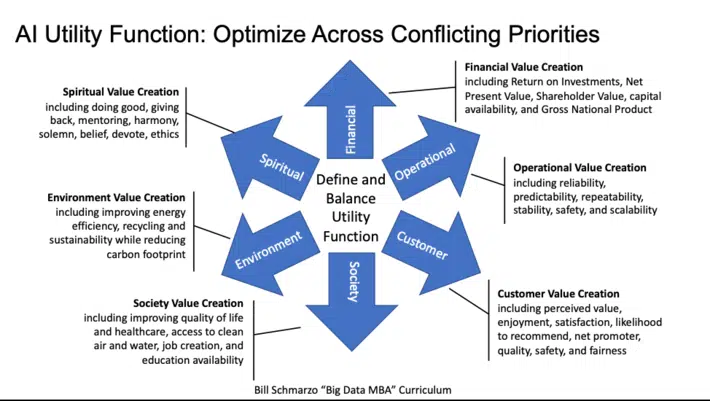 AI Utility Function: Optimize Across Conflicting Priorities
Financial Value Creation
including Return on Investments, Net
Present Value, Shareholder Value, capital
availability, and Gross National Product
Spiritual Value Creation
including doing good, giving
back, mentoring, harmony,
solemn, belief, devote, ethics
Financial
Spiritual
Operational
Operational Value Creation
including reliability,
predictability, repeatability,
stability, safety, and scalability
Define and
Balance
Utility
Function
Environment Value Creation
including improving energy
efficiency, recycling and
sustainability while reducing
carbon footprint
Environment
Customer
Society
Customer Value Creation
including perceived value,
enjoyment, satisfaction, likelihood
to recommend, net promoter,
quality, safety, and fairness
Society Value Creation
including improving quality of life
and healthcare, access to clean
air and water, job creation, and
education availability
Bill Schmarzo “Big Data MBA” Curriculum